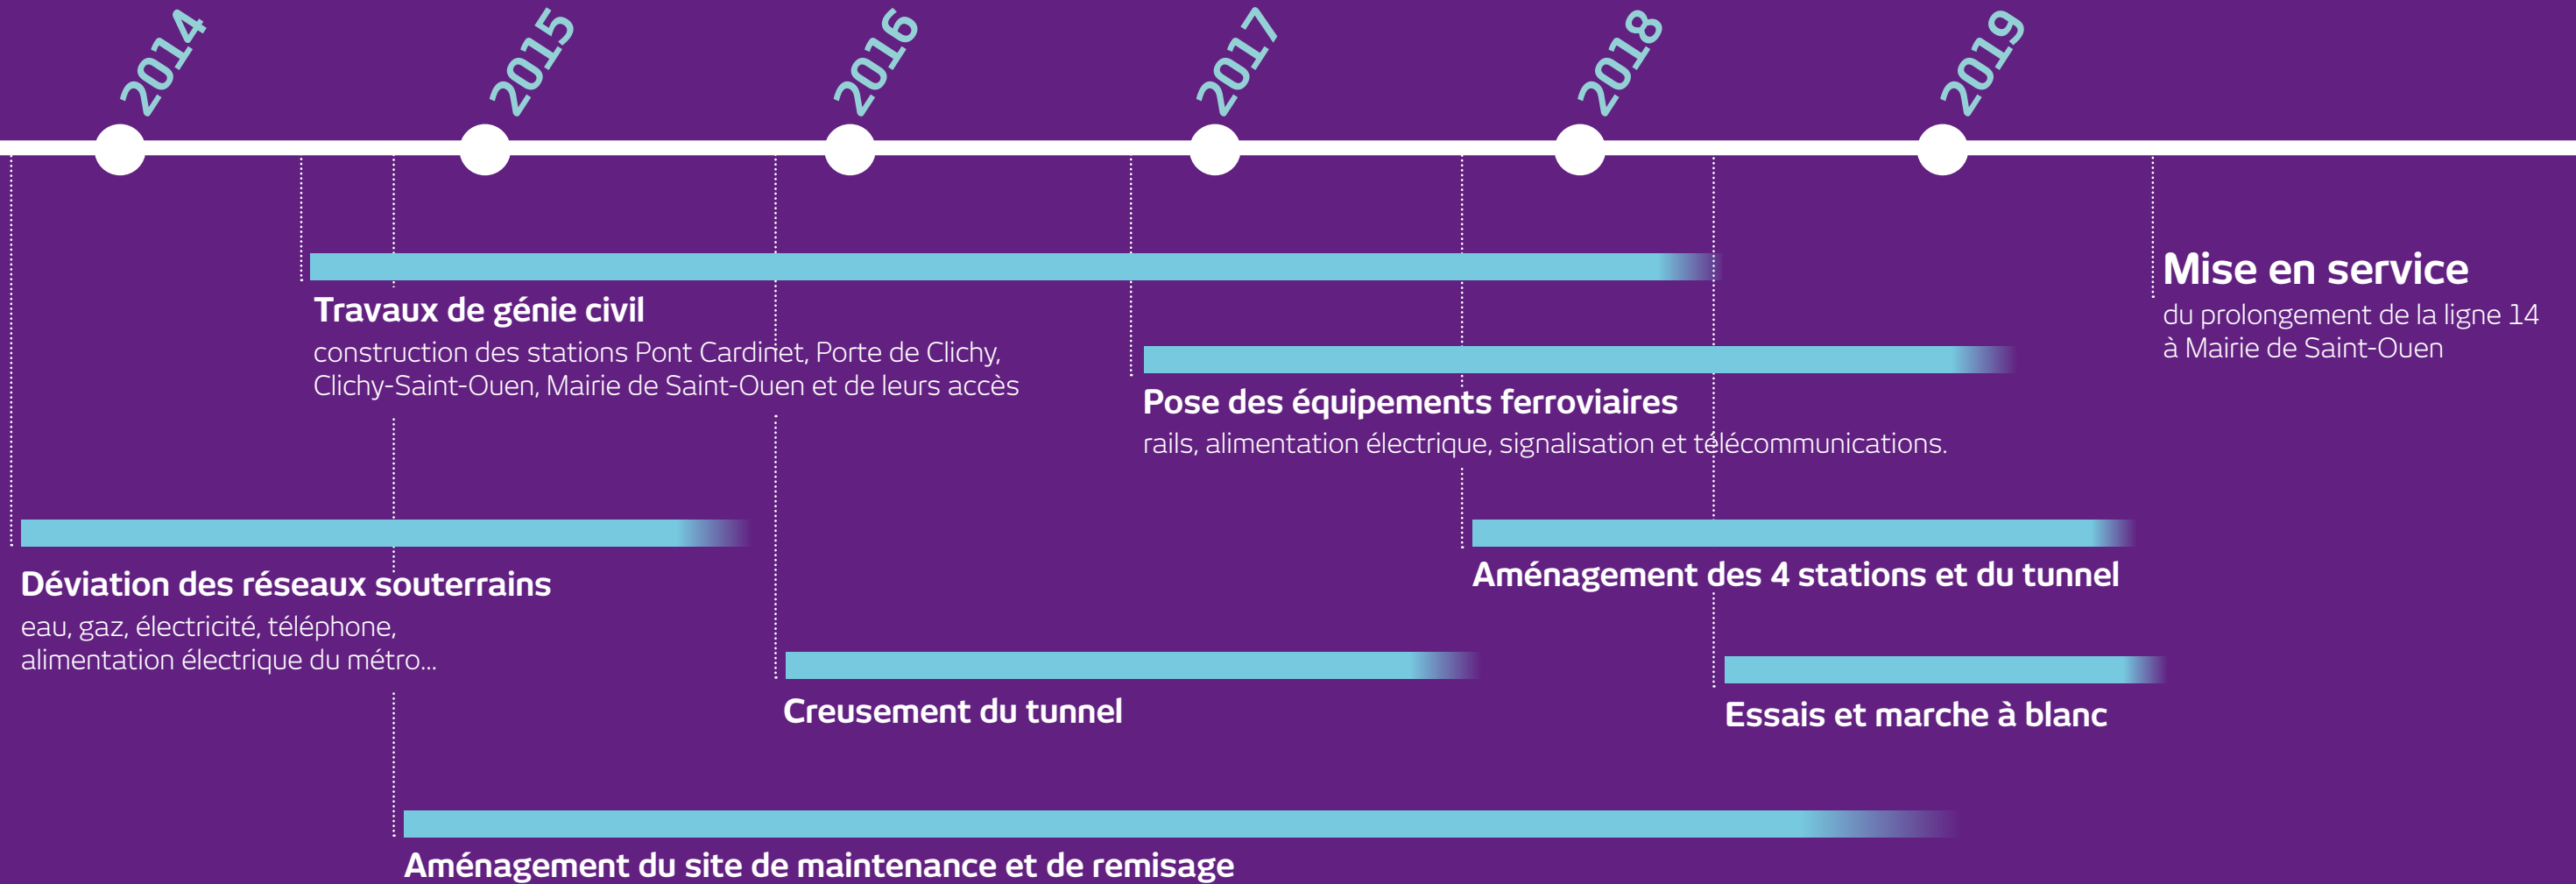 2014
2015
2016
2017
2018
2019
Travaux de génie civil
construction des stations Pont Cardinet, Porte de Clichy,
Clichy-Saint-Ouen, Mairie de Saint-Ouen et de leurs accès
Mise en service
du prolongement de la ligne 14
à Mairie de Saint-Ouen
Pose des équipements ferroviaires
rails, alimentation électrique, signalisation et télécommunications.
Déviation des réseaux souterrains
eau, gaz, électricité, téléphone,
alimentation électrique du métro...
Aménagement des 4 stations et du tunnel
Creusement du tunnel
Essais et marche à blanc
Aménagement du site de maintenance et de remisage